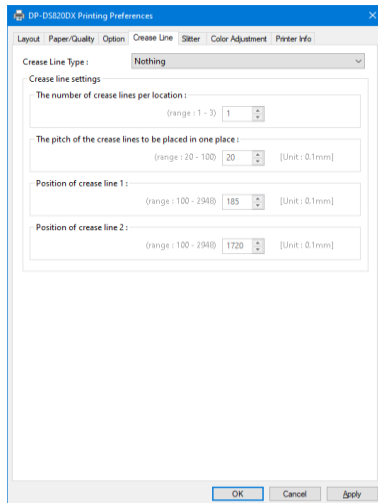 DP-DS820DX Printing Preferences
Layout Paper/Quality Option Crease Line Slitter Color Adjustment Printer Info
Crease Line Type : Nothing
Crease line settings
The number of crease lines per location :
(range : 1 - 3) 1
The pitch of the crease lines to be placed in one place :
(range : 20 - 100) 20 [Unit : 0.1mm]
Position of crease line 1 :
(range : 100 - 2948) 185 [Unit : 0.1mm]
Position of crease line 2 :
(range : 100 - 2948) 1720 [Unit : 0.1mm]
OK Cancel Apply